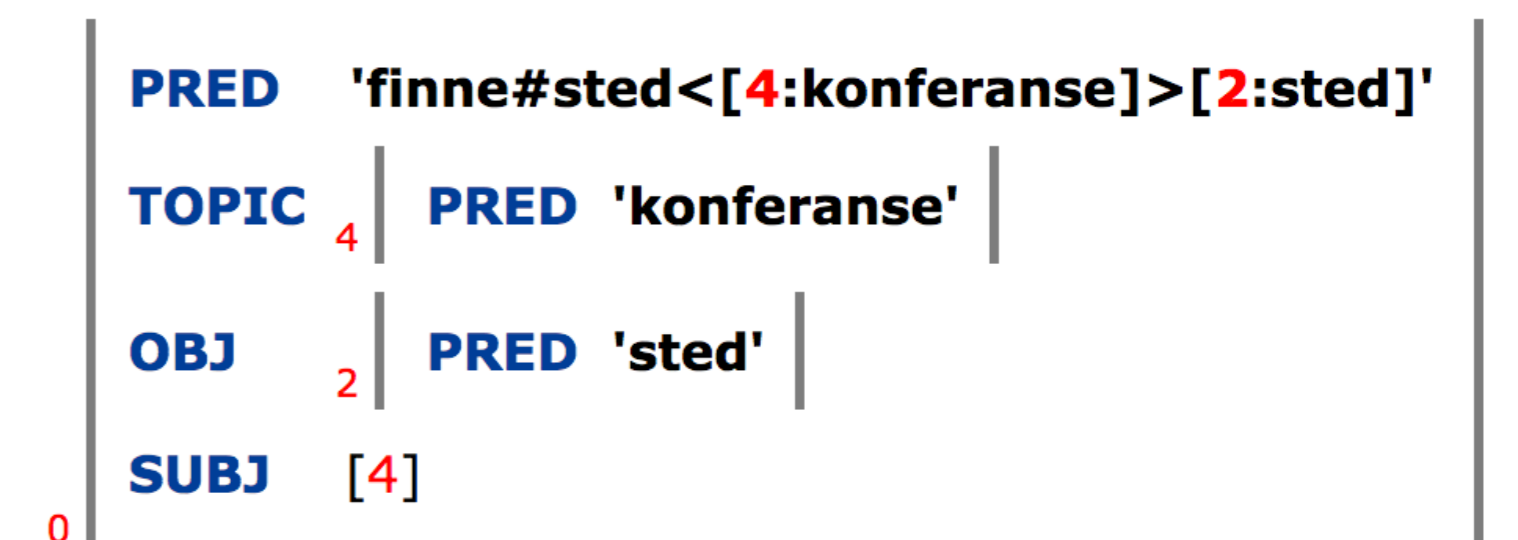 PRED 'finne#sted<[4:konferanse]>[2:sted]'
TOPIC 4 PRED 'konferanse'
OBJ 2 PRED 'sted'
SUBJ [4]
0